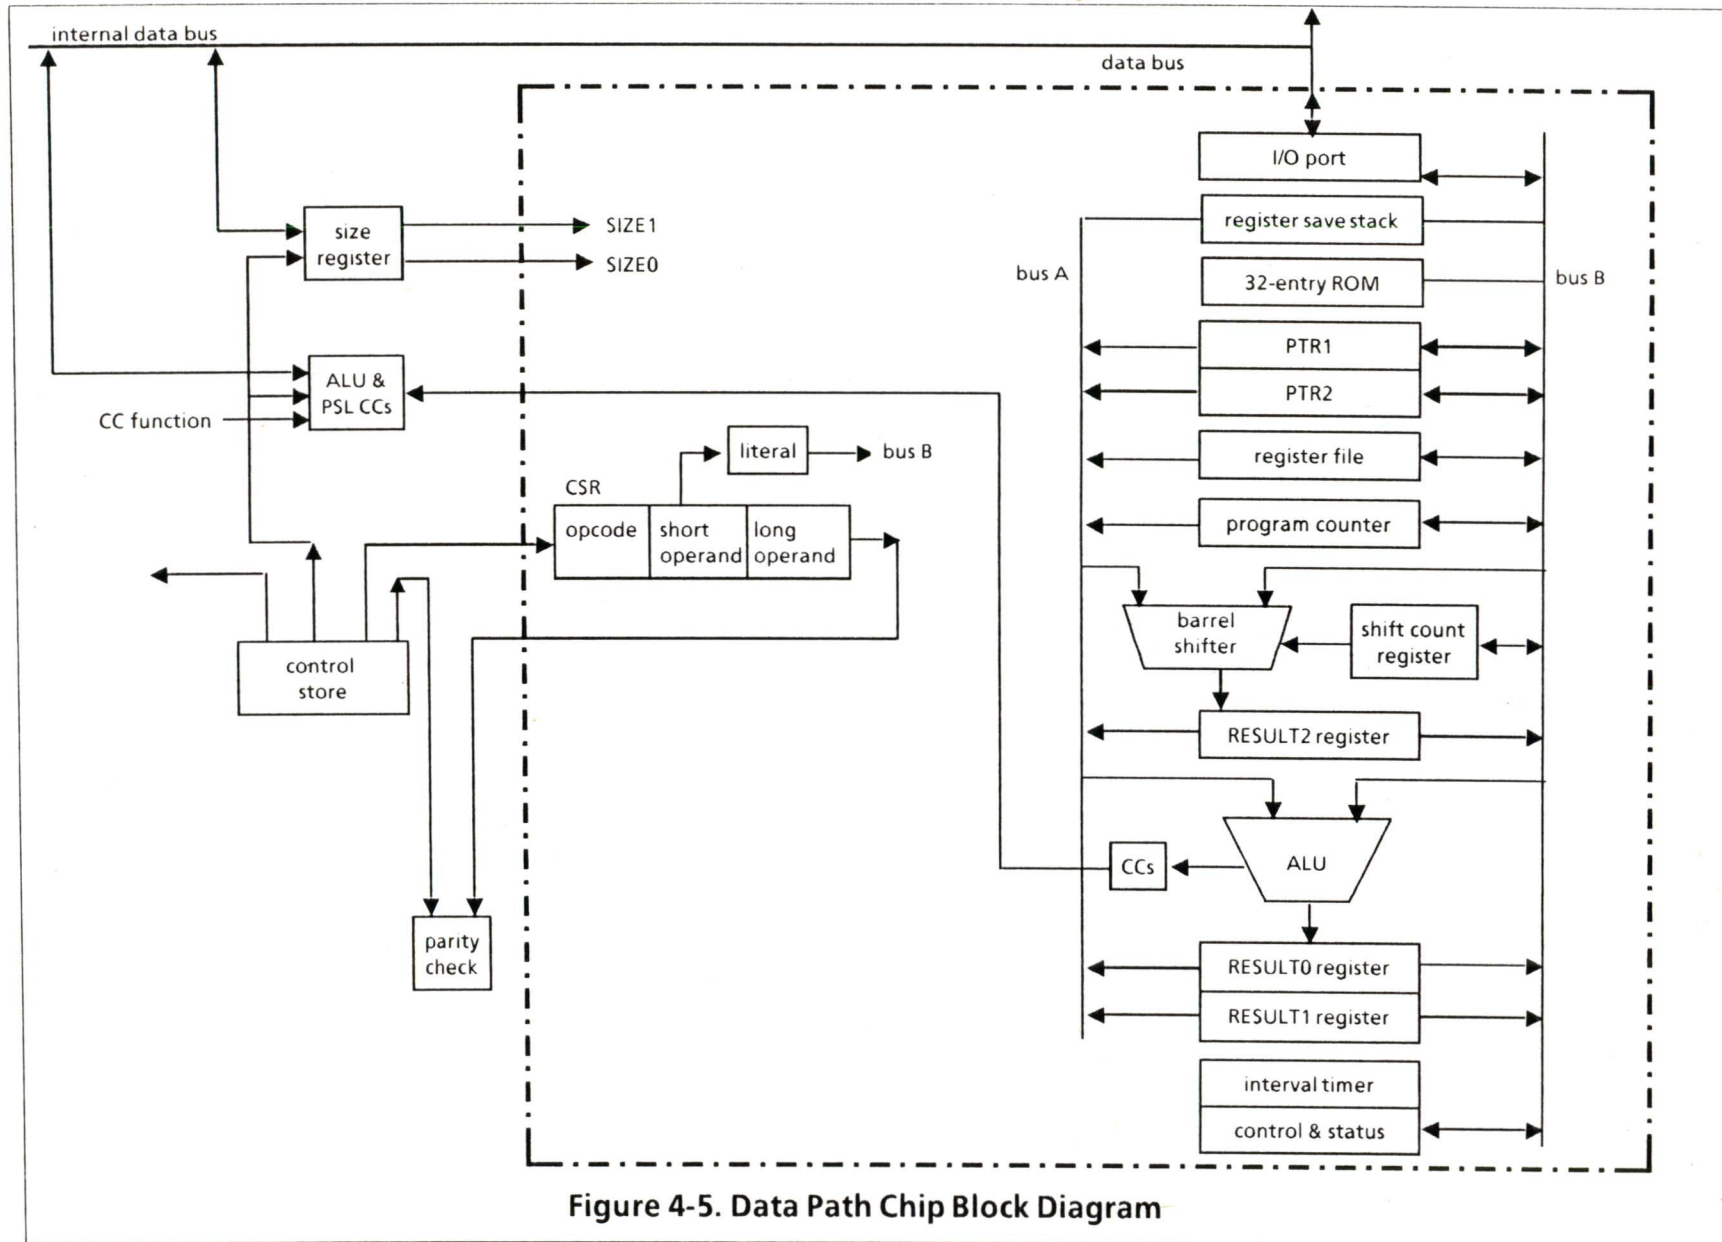 internal data bus
data bus
I/O port
size
register
SIZE1
SIZE0
register save stack
bus A
32-entry ROM
bus B
PTR1
PTR2
ALU &
PSL CCs
CC function
literal
bus B
register file
CSR
opcode
short
operand
long
operand
program counter
barrel
shifter
shift count
register
control
store
RESULT2 register
CCs
ALU
parity
check
RESULT0 register
RESULT1 register
interval timer
control & status
Figure 4-5. Data Path Chip Block Diagram